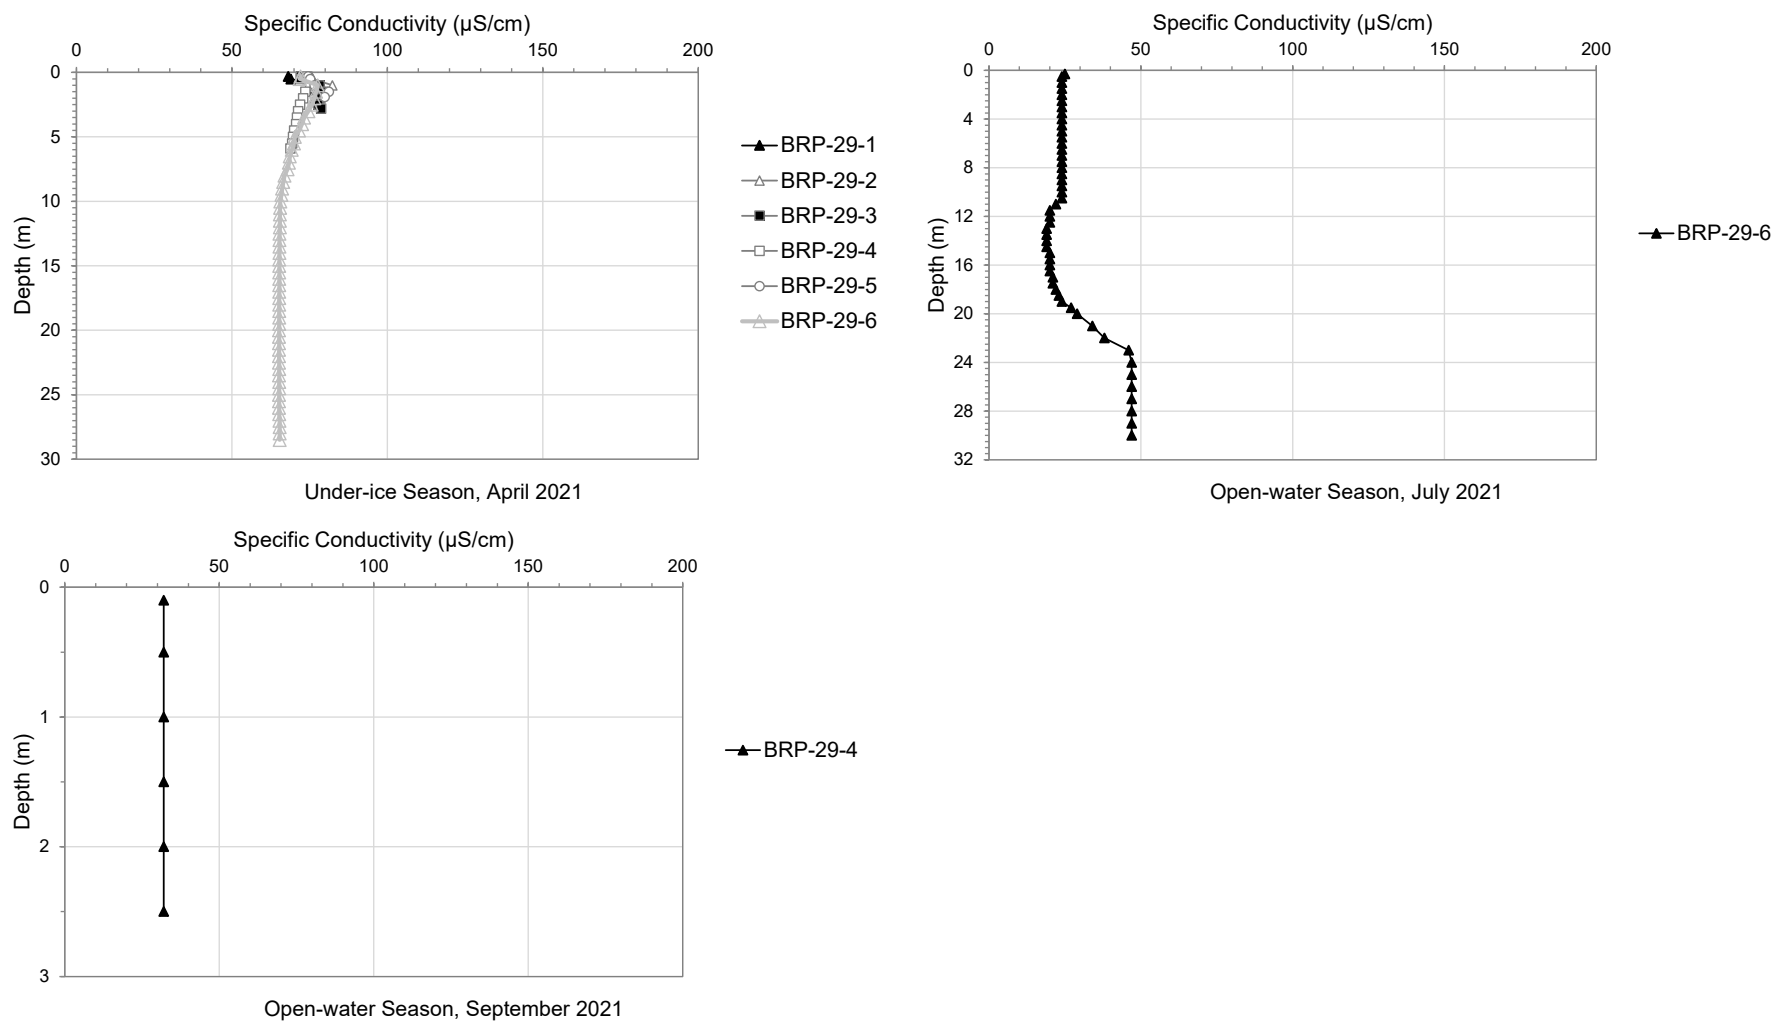 Specific Conductivity (µS/cm)
0 50 100 150 200
0
5
10
15
20
25
30
Depth (m)
BRP-29-1
BRP-29-2
BRP-29-3
BRP-29-4
BRP-29-5
BRP-29-6
Under-ice Season, April 2021
Specific Conductivity (µS/cm)
0 50 100 150 200
0
4
8
12
16
20
24
28
32
Depth (m)
BRP-29-6
Open-water Season, July 2021
Specific Conductivity (µS/cm)
0 50 100 150 200
0
1
2
3
Depth (m)
BRP-29-4
Open-water Season, September 2021